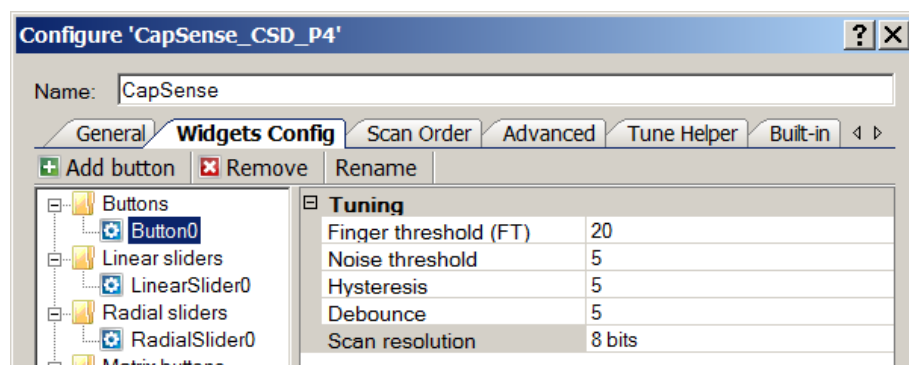 Configure 'CapSense_CSD_P4'
Name: CapSense
General Widgets Config Scan Order Advanced Tune Helper Built-in
Add button Remove Rename
Buttons
Button0
Linear sliders
LinearSlider0
Radial sliders
RadialSlider0
Matrix buttons
Tuning
Finger threshold (FT) 20
Noise threshold 5
Hysteresis 5
Debounce 5
Scan resolution 8 bits